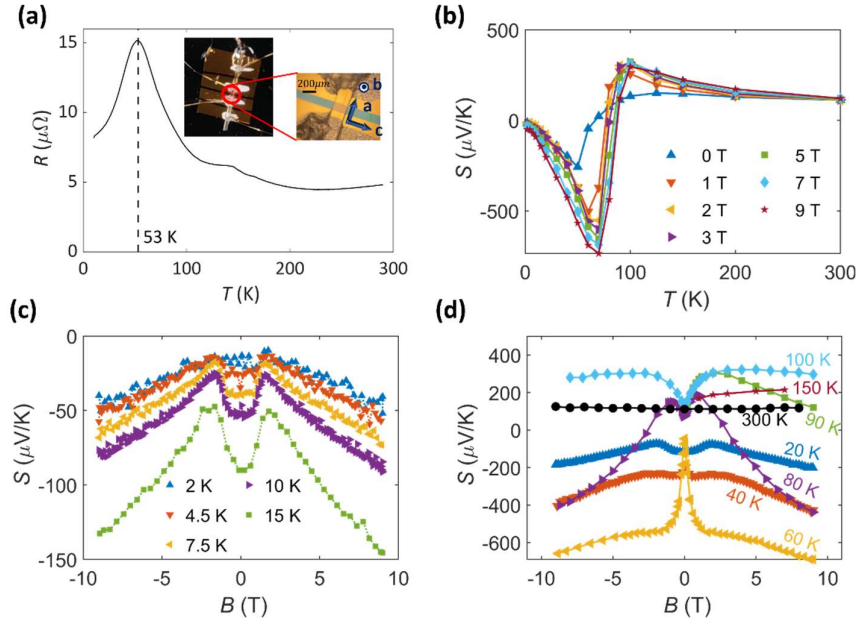 (a)
15
10
5
0
R (μΩ)
0
100
200
300
T (K)
53 K
200μm
b
a
c
(b)
0
-500
S (μV/K)
0
100
200
300
T (K)
0 T
1 T
2 T
3 T
5 T
7 T
9 T
(c)
0
-50
-100
-150
S (μV/K)
-10
-5
0
5
10
B (T)
2 K
4.5 K
7.5 K
10 K
15 K
(d)
400
200
0
-200
-400
-600
S (μV/K)
-10
-5
0
5
10
B (T)
100 K
150 K
300 K
90 K
20 K
80 K
40 K
60 K